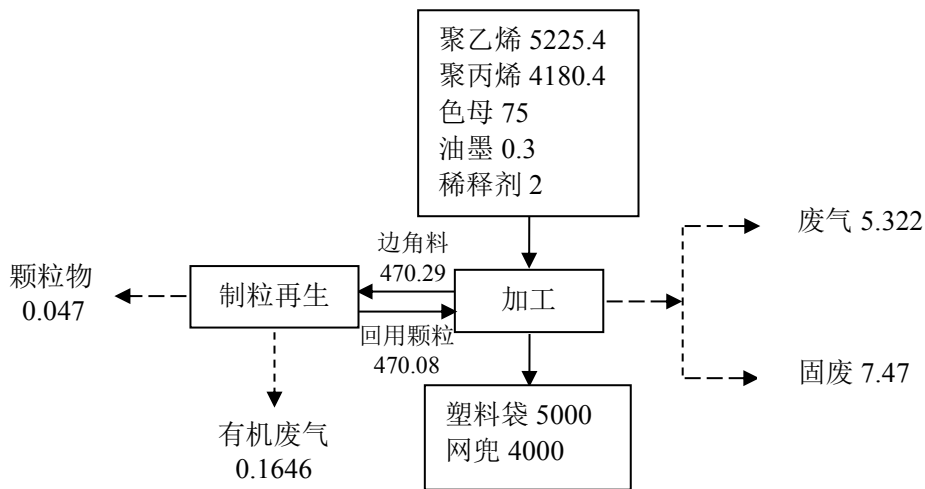 聚乙烯 5225.4
聚丙烯 4180.4
色母 75
油墨 0.3
稀释剂 2
废气 5.322
边角料
470.29
颗粒物
0.047
制粒再生
加工
回用颗粒
470.08
固废 7.47
塑料袋 5000
网兜 4000
有机废气
0.1646